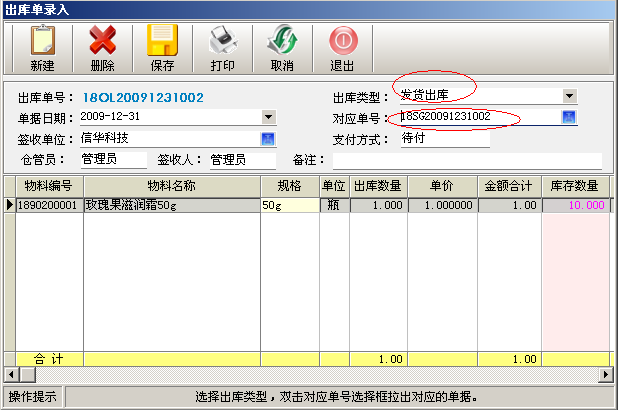 出库单录入
新建 删除 保存 打印 取消 退出
出库单号： 18OL20091231002 出库类型： 发货出库
单据日期： 2009-12-31 对应单号： 18SG20091231002
签收单位： 信华科技 支付方式： 待付
仓管员： 管理员 签收人： 管理员 备注：
物料编号 物料名称 规格 单位 出库数量 单价 金额合计 库存数量
1890200001 玫瑰果滋润霜50g 50g 瓶 1.000 1.000000 1.00 10.000
合计 1.00 1.00
操作提示 选择出库类型，双击对应单号选择框拉出对应的单据。